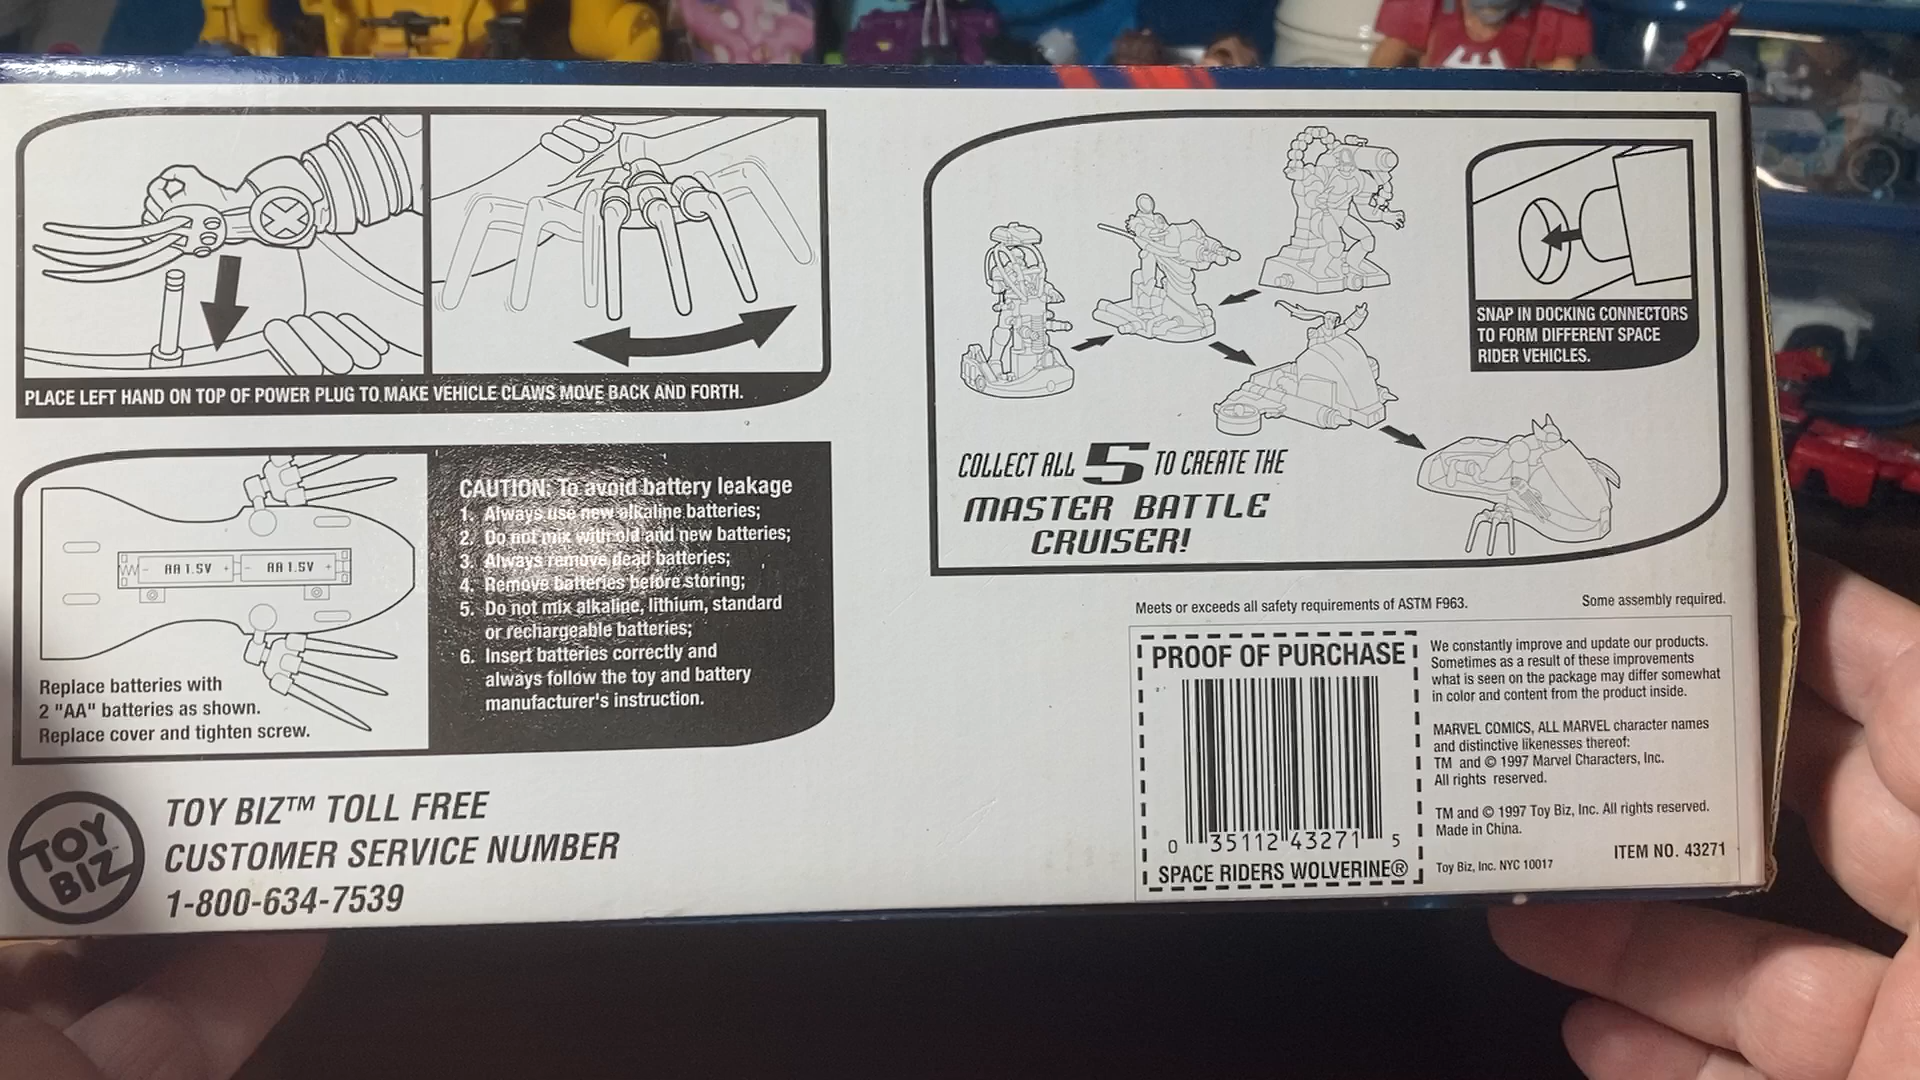 PLACE LEFT HAND ON TOP OF POWER PLUG TO MAKE VEHICLE CLAWS MOVE BACK AND FORTH.
AA 1.5V
AA 1.5V
Replace batteries with
2 "AA" batteries as shown.
Replace cover and tighten screw.
CAUTION: To avoid battery leakage
1. Always use new alkaline batteries;
2. Do not mix with old and new batteries;
3. Always remove dead batteries;
4. Remove batteries before storing;
5. Do not mix alkaline, lithium, standard
or rechargeable batteries;
6. Insert batteries correctly and
always follow the toy and battery
manufacturer's instruction.
TOY BIZ™
TOY BIZ™ TOLL FREE
CUSTOMER SERVICE NUMBER
1-800-634-7539
SNAP IN DOCKING CONNECTORS
TO FORM DIFFERENT SPACE
RIDER VEHICLES.
COLLECT ALL 5 TO CREATE THE
MASTER BATTLE
CRUISER!
Meets or exceeds all safety requirements of ASTM F963.
Some assembly required.
PROOF OF PURCHASE
0 35112 43271 5
SPACE RIDERS WOLVERINE®
We constantly improve and update our products.
Sometimes as a result of these improvements
what is seen on the package may differ somewhat
in color and content from the product inside.
MARVEL COMICS, ALL MARVEL character names
and distinctive likenesses thereof:
TM and © 1997 Marvel Characters, Inc.
All rights reserved.
TM and © 1997 Toy Biz, Inc. All rights reserved.
Made in China.
ITEM NO. 43271
Toy Biz, Inc. NYC 10017